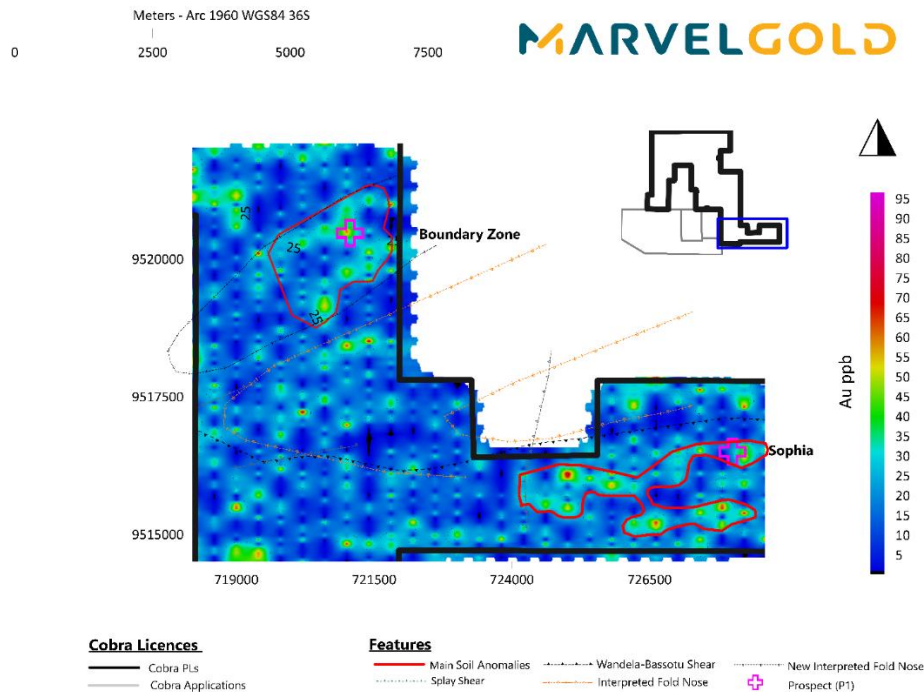 Meters - Arc 1960 WGS84 36S
0 2500 5000 7500
MARVELGOLD
Boundary Zone
25
25
25
9520000
9517500
9515000
Sophia
719000 721500 724000 726500
95
90
85
80
75
70
65
60
55
50
45
40
35
30
25
20
15
10
5
Au ppb
Cobra Licences
Cobra PLs
Cobra Applications
Features
Main Soil Anomalies
Wandela-Bassotu Shear
New Interpreted Fold Nose
Splay Shear
Interpreted Fold Nose
Prospect (P1)